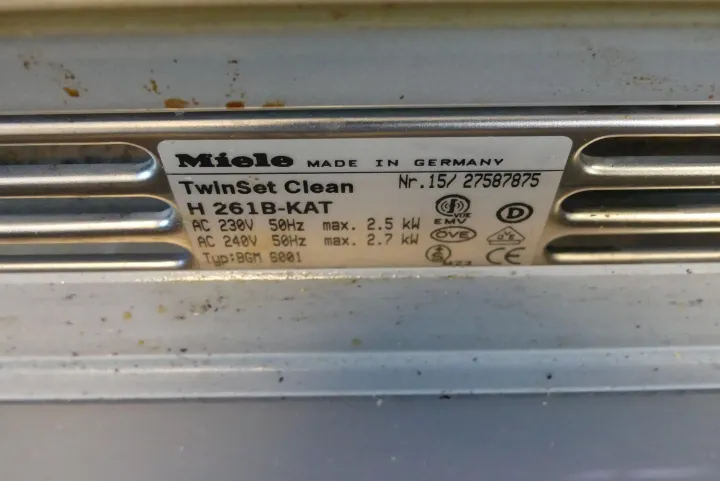 Miele MADE IN GERMANY
TwinSet Clean Nr.15/ 27587875
H 261B-KAT
AC 230V 50Hz max. 2.5 kW
AC 240V 50Hz max. 2.7 kW
Typ:BGM 6001
VDE
EMV
D
ÖVE
CE